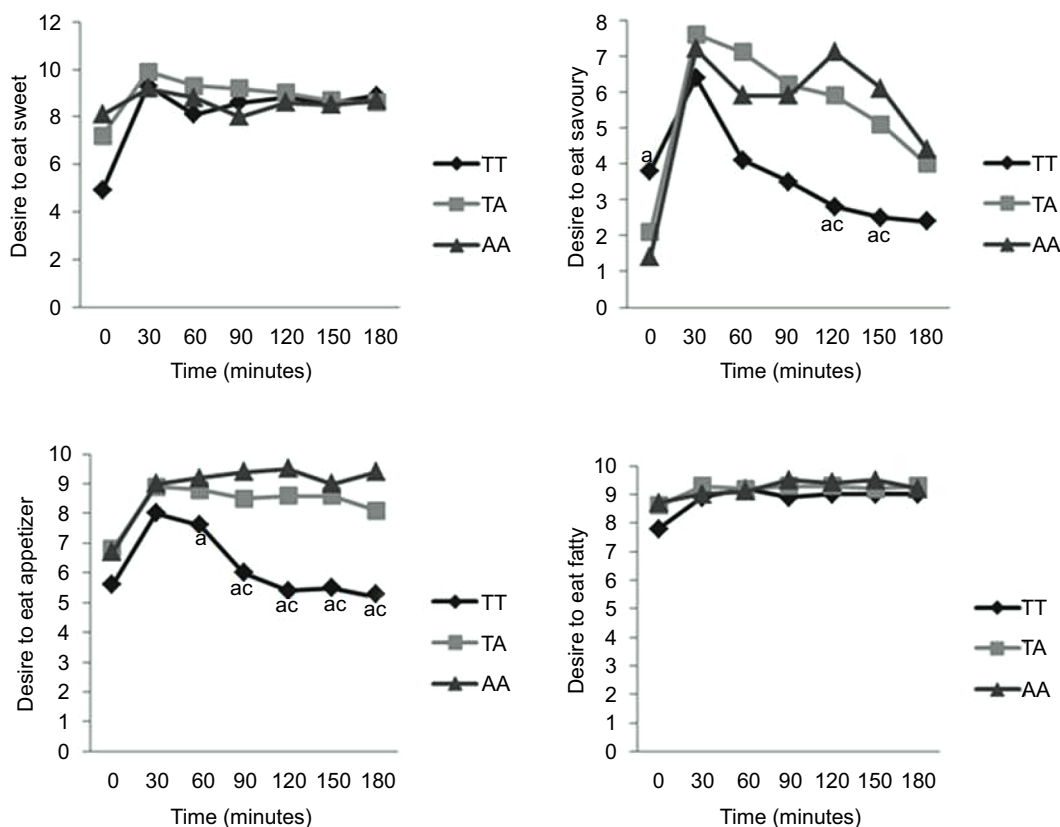 12
10
8
6
4
2
0
Desire to eat sweet
0 30 60 90 120 150 180
Time (minutes)
TT
TA
AA
8
7
6
5
4
3
2
1
0
Desire to eat savoury
a
ac ac
0 30 60 90 120 150 180
Time (minutes)
TT
TA
AA
10
9
8
7
6
5
4
3
2
1
0
Desire to eat appetizer
a
ac ac ac ac
0 30 60 90 120 150 180
Time (minutes)
TT
TA
AA
10
9
8
7
6
5
4
3
2
1
0
Desire to eat fatty
0 30 60 90 120 150 180
Time (minutes)
TT
TA
AA